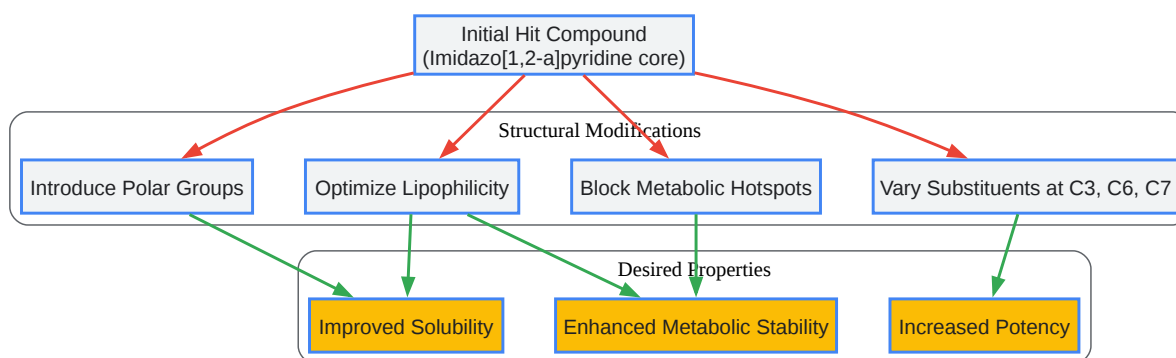 Initial Hit Compound
(Imidazo[1,2-a]pyridine core)
Structural Modifications
Introduce Polar Groups
Optimize Lipophilicity
Block Metabolic Hotspots
Vary Substituents at C3, C6, C7
Desired Properties
Improved Solubility
Enhanced Metabolic Stability
Increased Potency